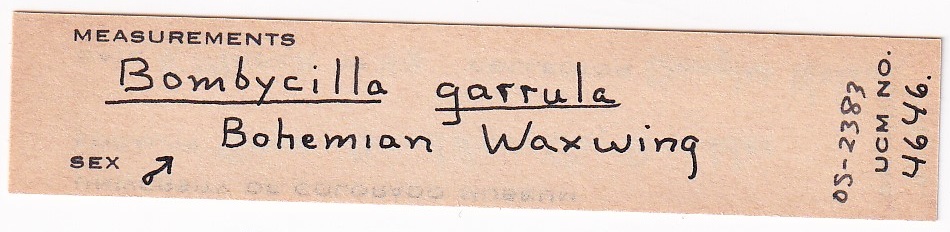 MEASUREMENTS
Bombycilla garrula
Bohemian Waxwing
SEX ♂
05-2383
UCM NO.
4646.